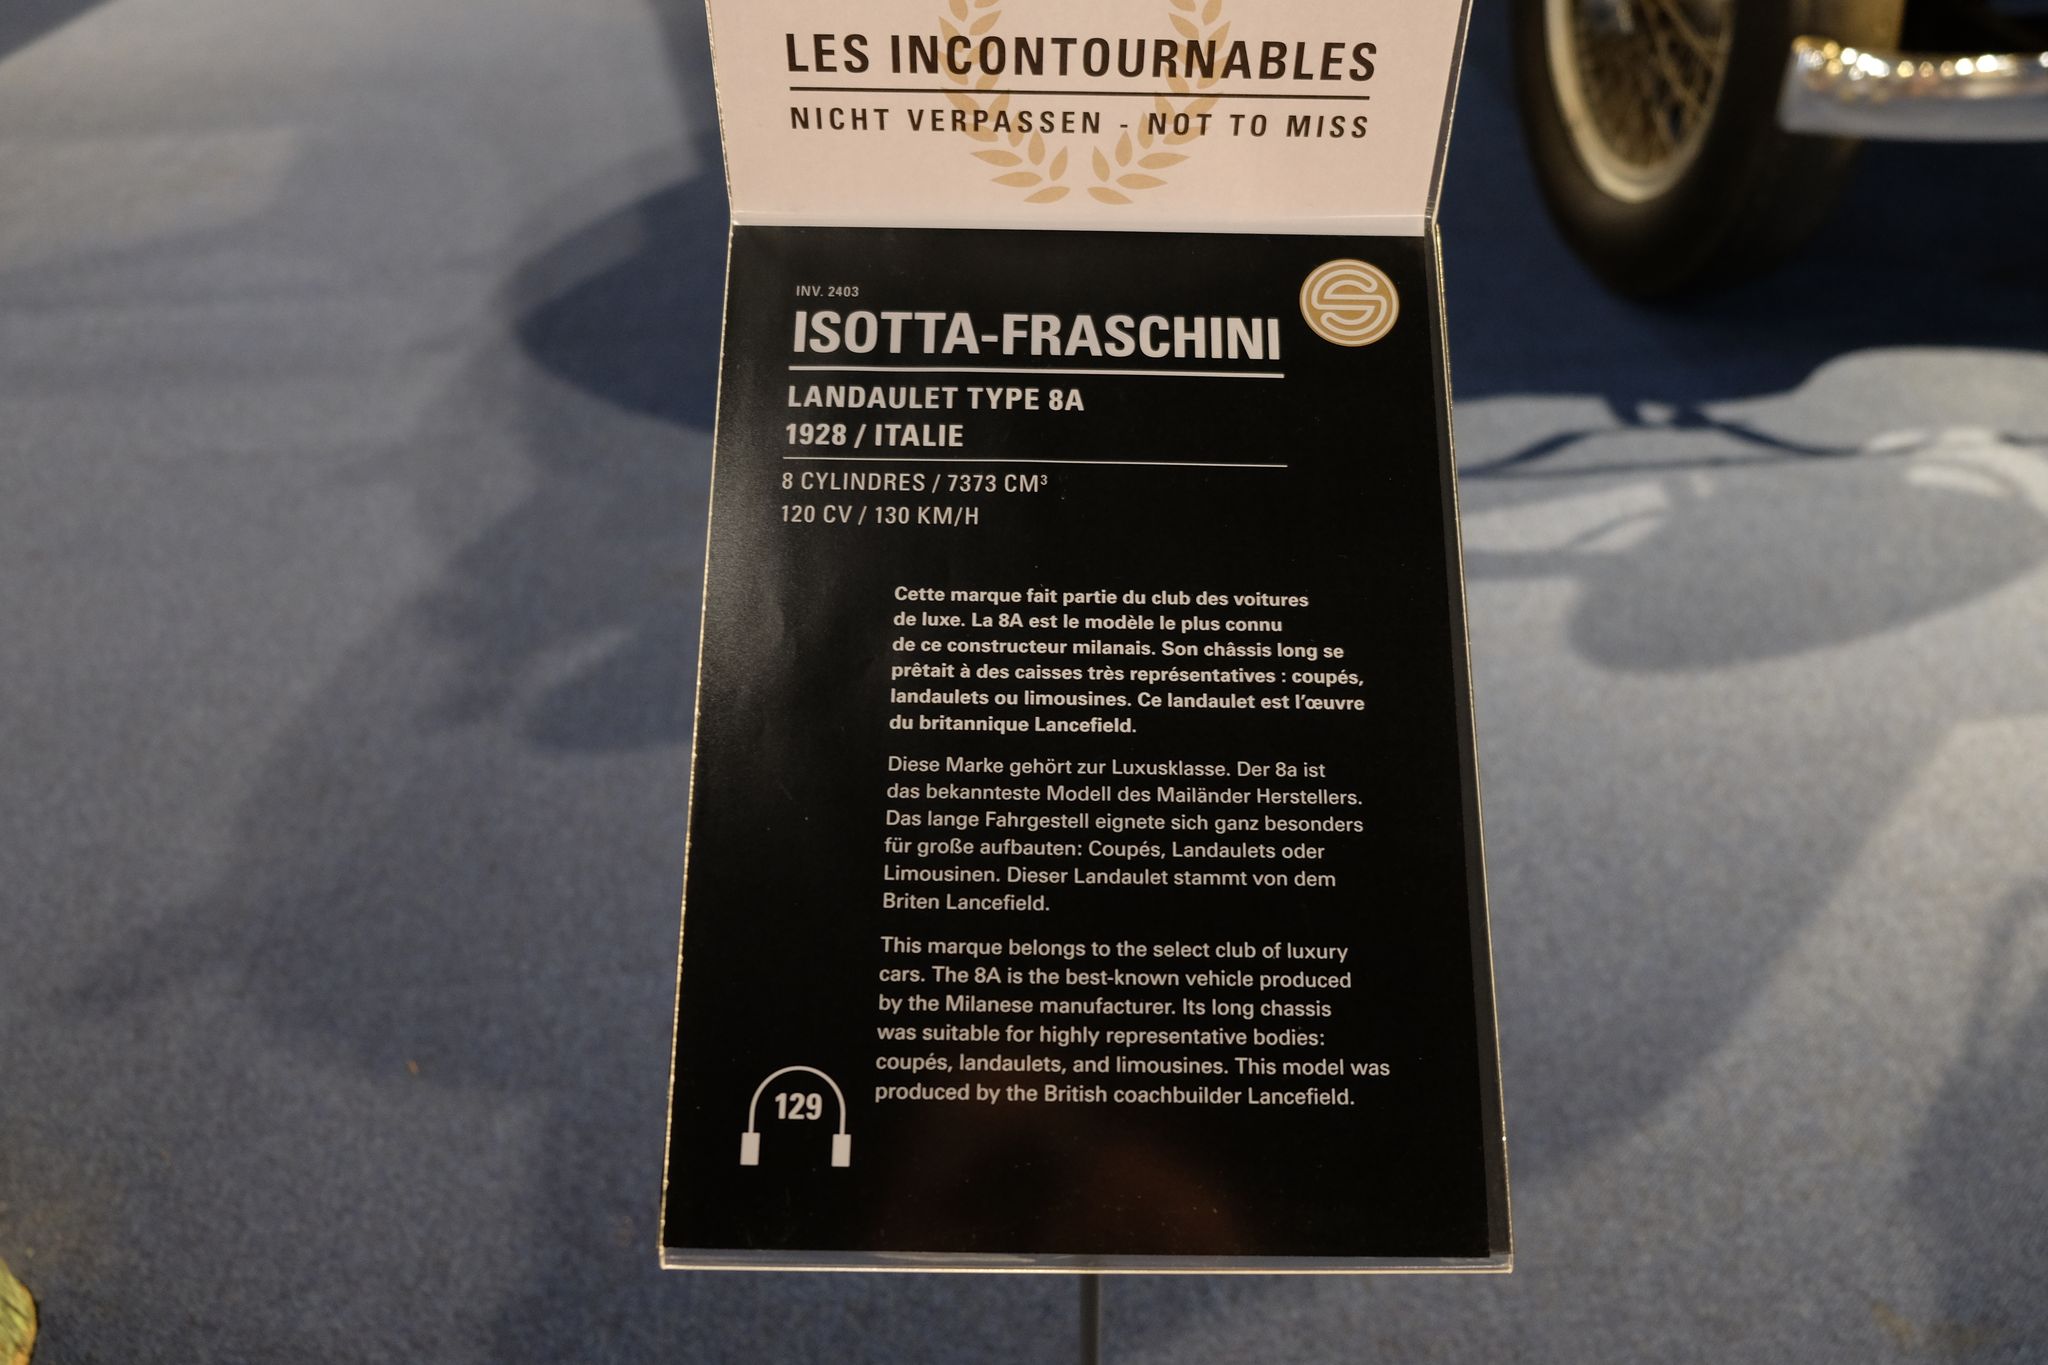 LES INCONTOURNABLES
NICHT VERPASSEN - NOT TO MISS
INV. 2403
ISOTTA-FRASCHINI
LANDAULET TYPE 8A
1928 / ITALIE
8 CYLINDRES / 7373 CM³
120 CV / 130 KM/H
Cette marque fait partie du club des voitures
de luxe. La 8A est le modèle le plus connu
de ce constructeur milanais. Son châssis long se
prêtait à des caisses très représentatives : coupés,
landaulets ou limousines. Ce landaulet est l'œuvre
du britannique Lancefield.
Diese Marke gehört zur Luxusklasse. Der 8a ist
das bekannteste Modell des Mailänder Herstellers.
Das lange Fahrgestell eignete sich ganz besonders
für große aufbauten: Coupés, Landaulets oder
Limousinen. Dieser Landaulet stammt von dem
Briten Lancefield.
This marque belongs to the select club of luxury
cars. The 8A is the best-known vehicle produced
by the Milanese manufacturer. Its long chassis
was suitable for highly representative bodies:
coupés, landaulets, and limousines. This model was
produced by the British coachbuilder Lancefield.
129